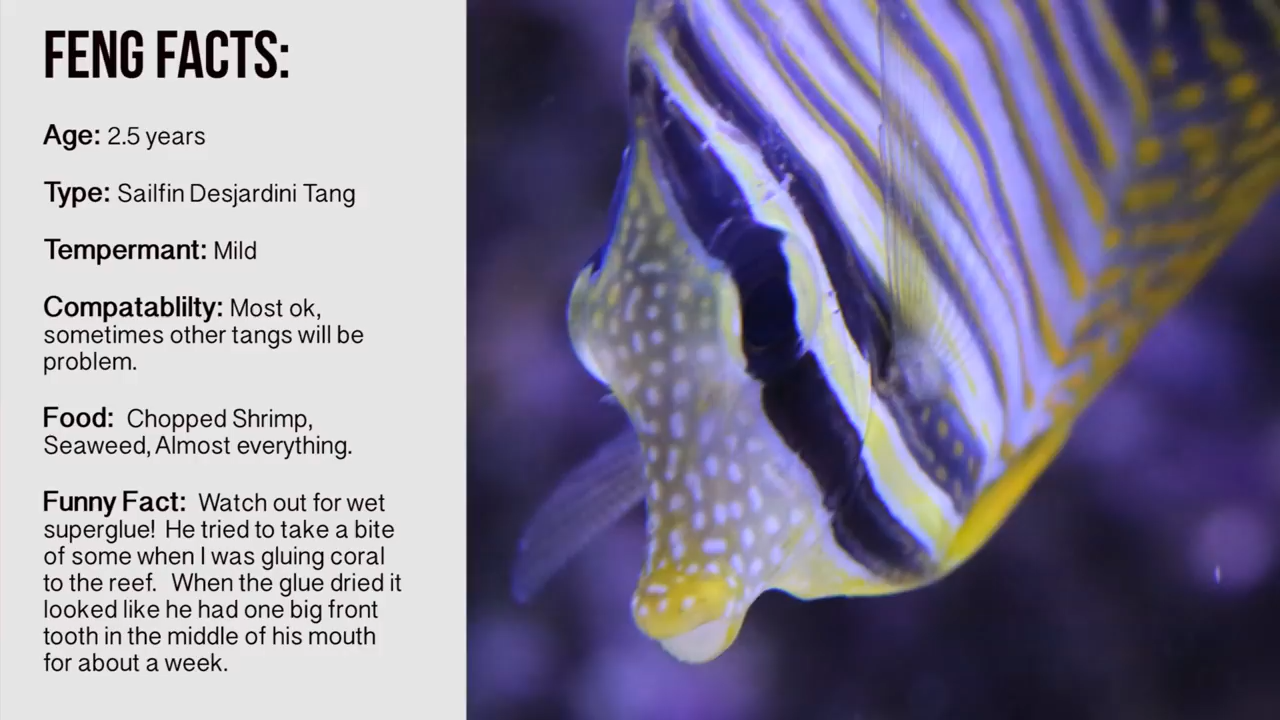 FENG FACTS:
Age: 2.5 years
Type: Sailfin Desjardini Tang
Tempermant: Mild
Compatablilty: Most ok,
sometimes other tangs will be
problem.
Food: Chopped Shrimp,
Seaweed, Almost everything.
Funny Fact: Watch out for wet
superglue! He tried to take a bite
of some when I was gluing coral
to the reef. When the glue dried it
looked like he had one big front
tooth in the middle of his mouth
for about a week.